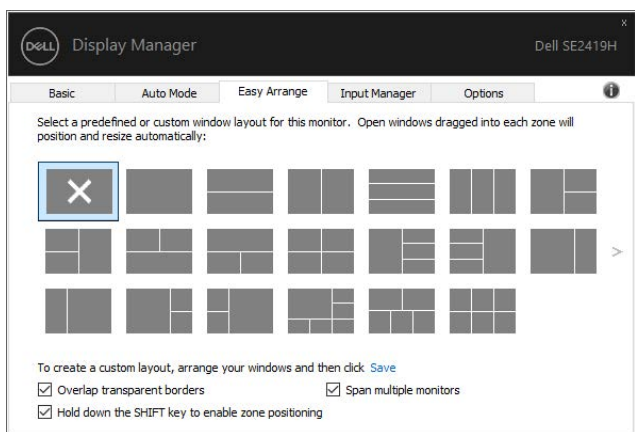 x
DELL Display Manager Dell SE2419H
Basic Auto Mode Easy Arrange Input Manager Options
Select a predefined or custom window layout for this monitor. Open windows dragged into each zone will
position and resize automatically:
>
To create a custom layout, arrange your windows and then click Save
Overlap transparent borders Span multiple monitors
Hold down the SHIFT key to enable zone positioning